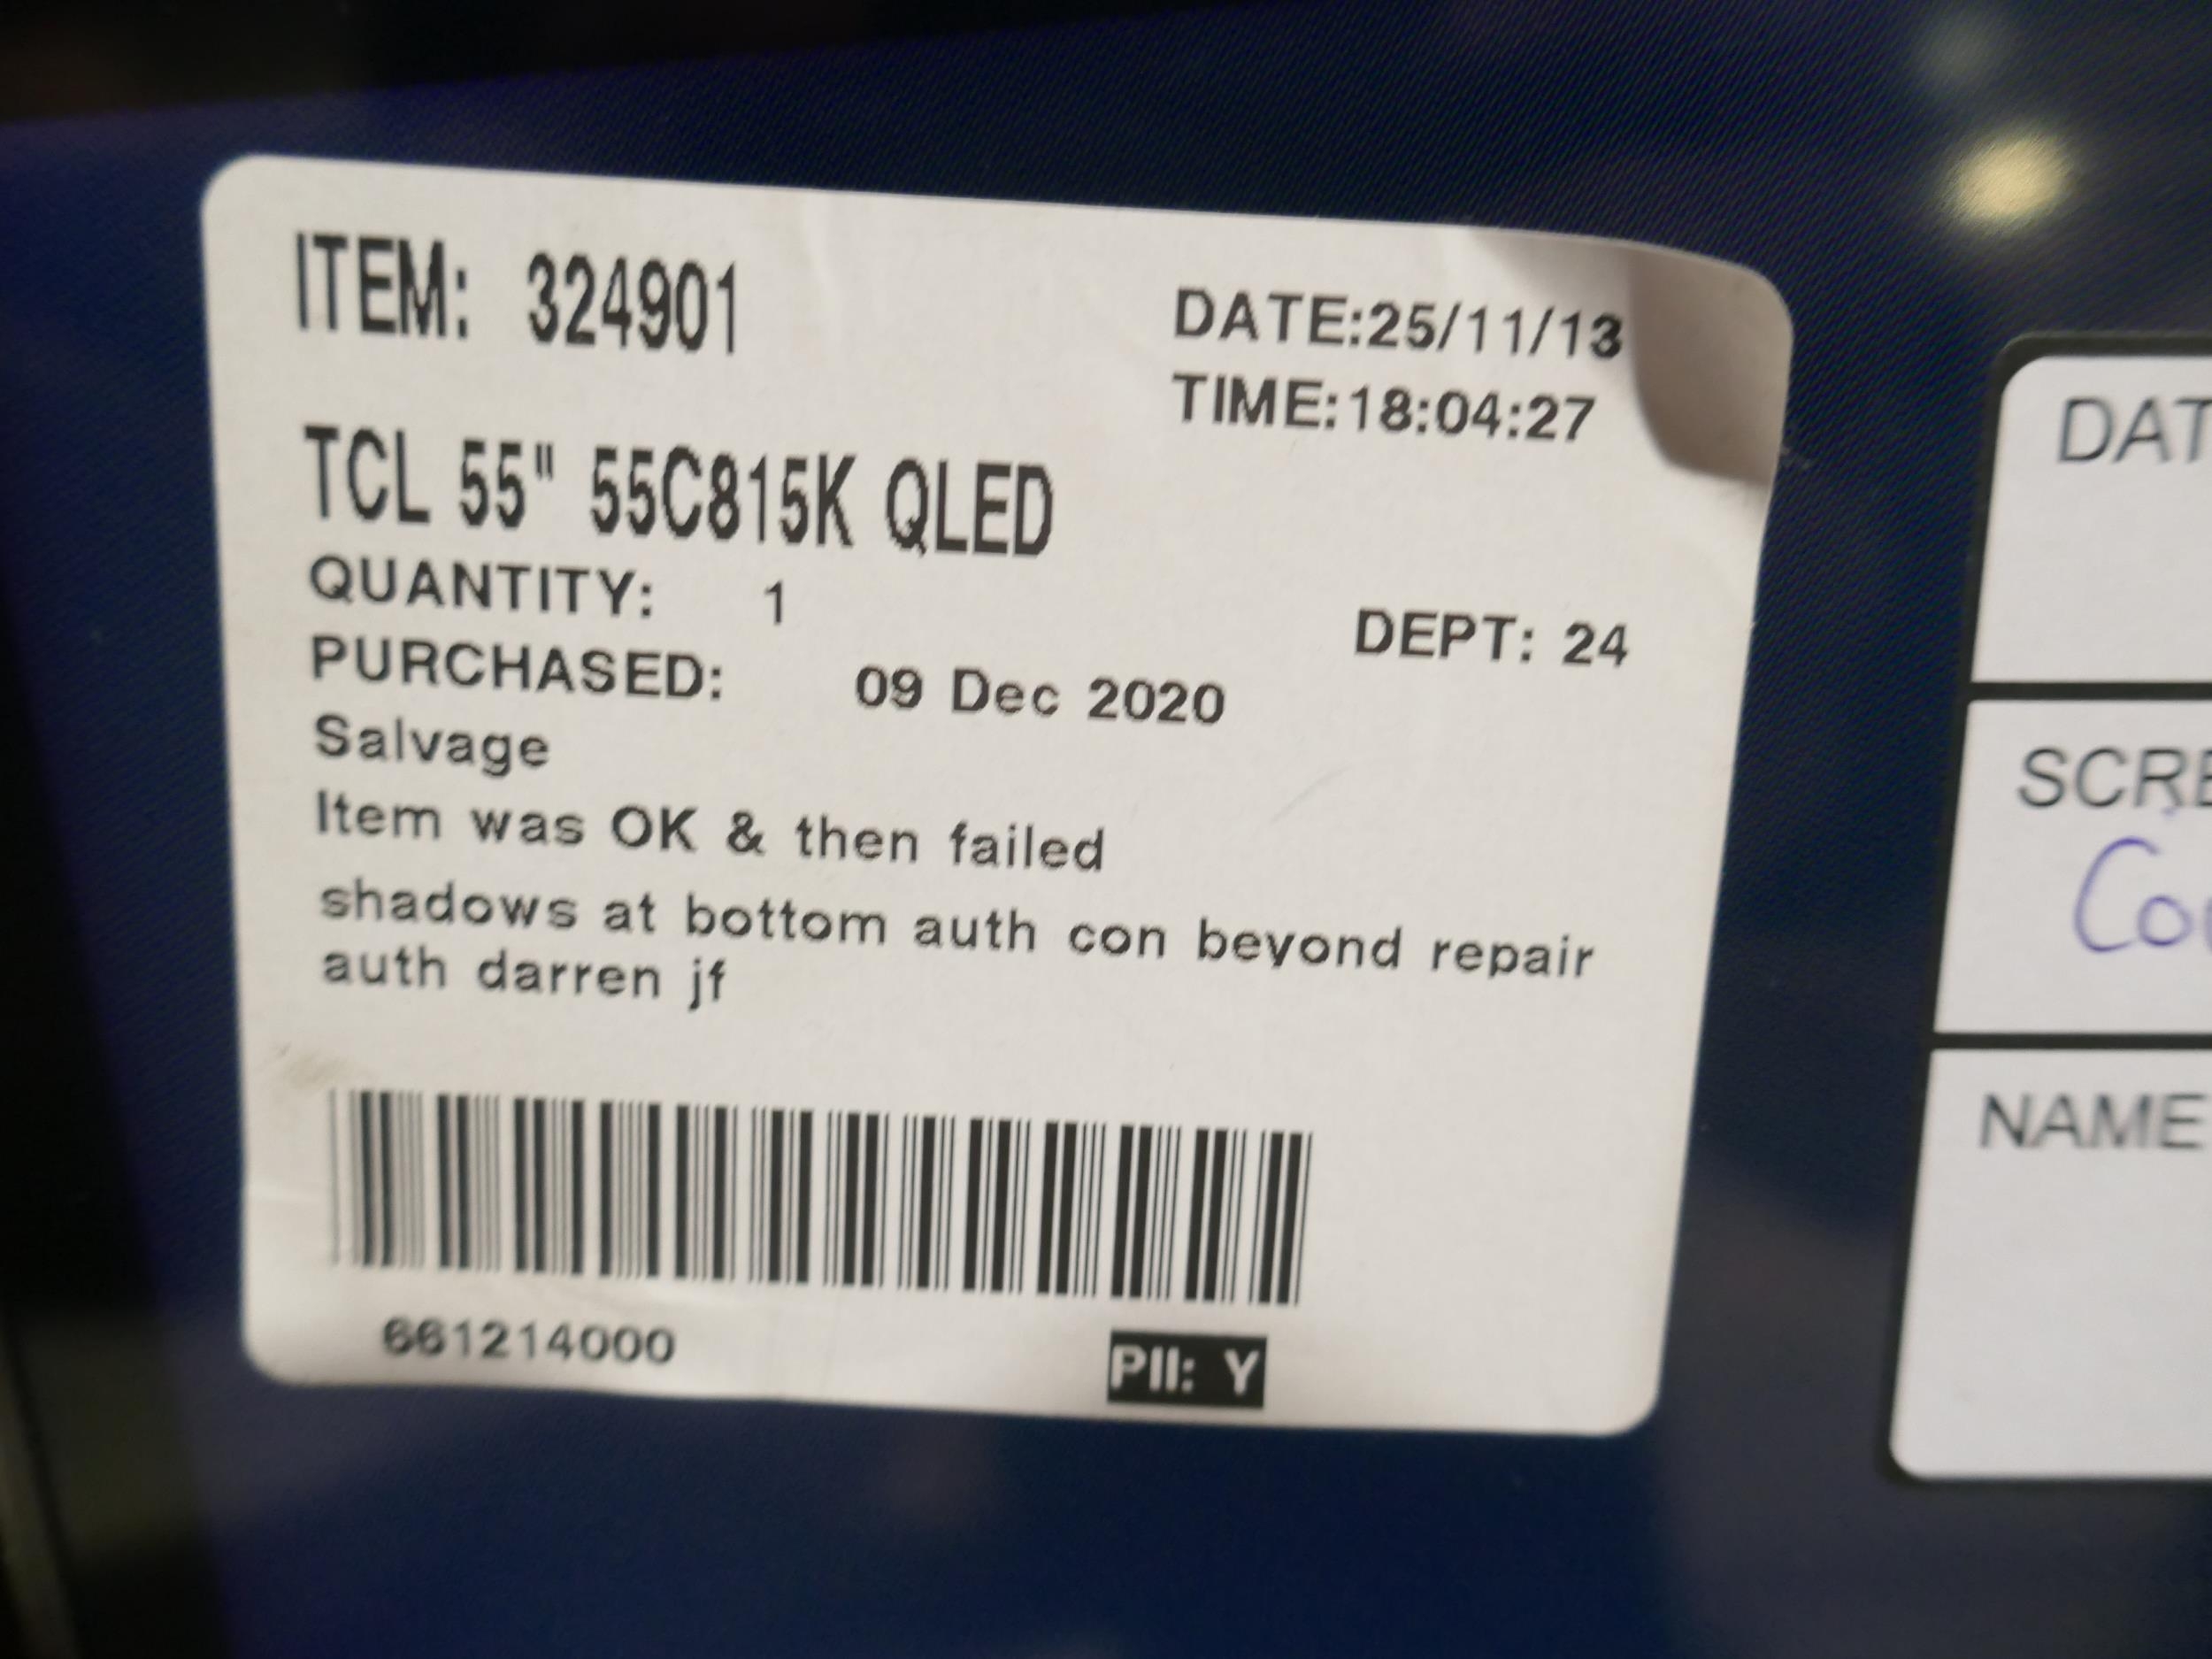 ITEM: 324901
DATE:25/11/13
TIME:18:04:27
TCL 55" 55C815K QLED
QUANTITY: 1
DEPT: 24
PURCHASED: 09 Dec 2020
Salvage
Item was OK & then failed
shadows at bottom auth con beyond repair
auth darren jf
661214000
PII: Y
DAT
SCRE
Co
NAME